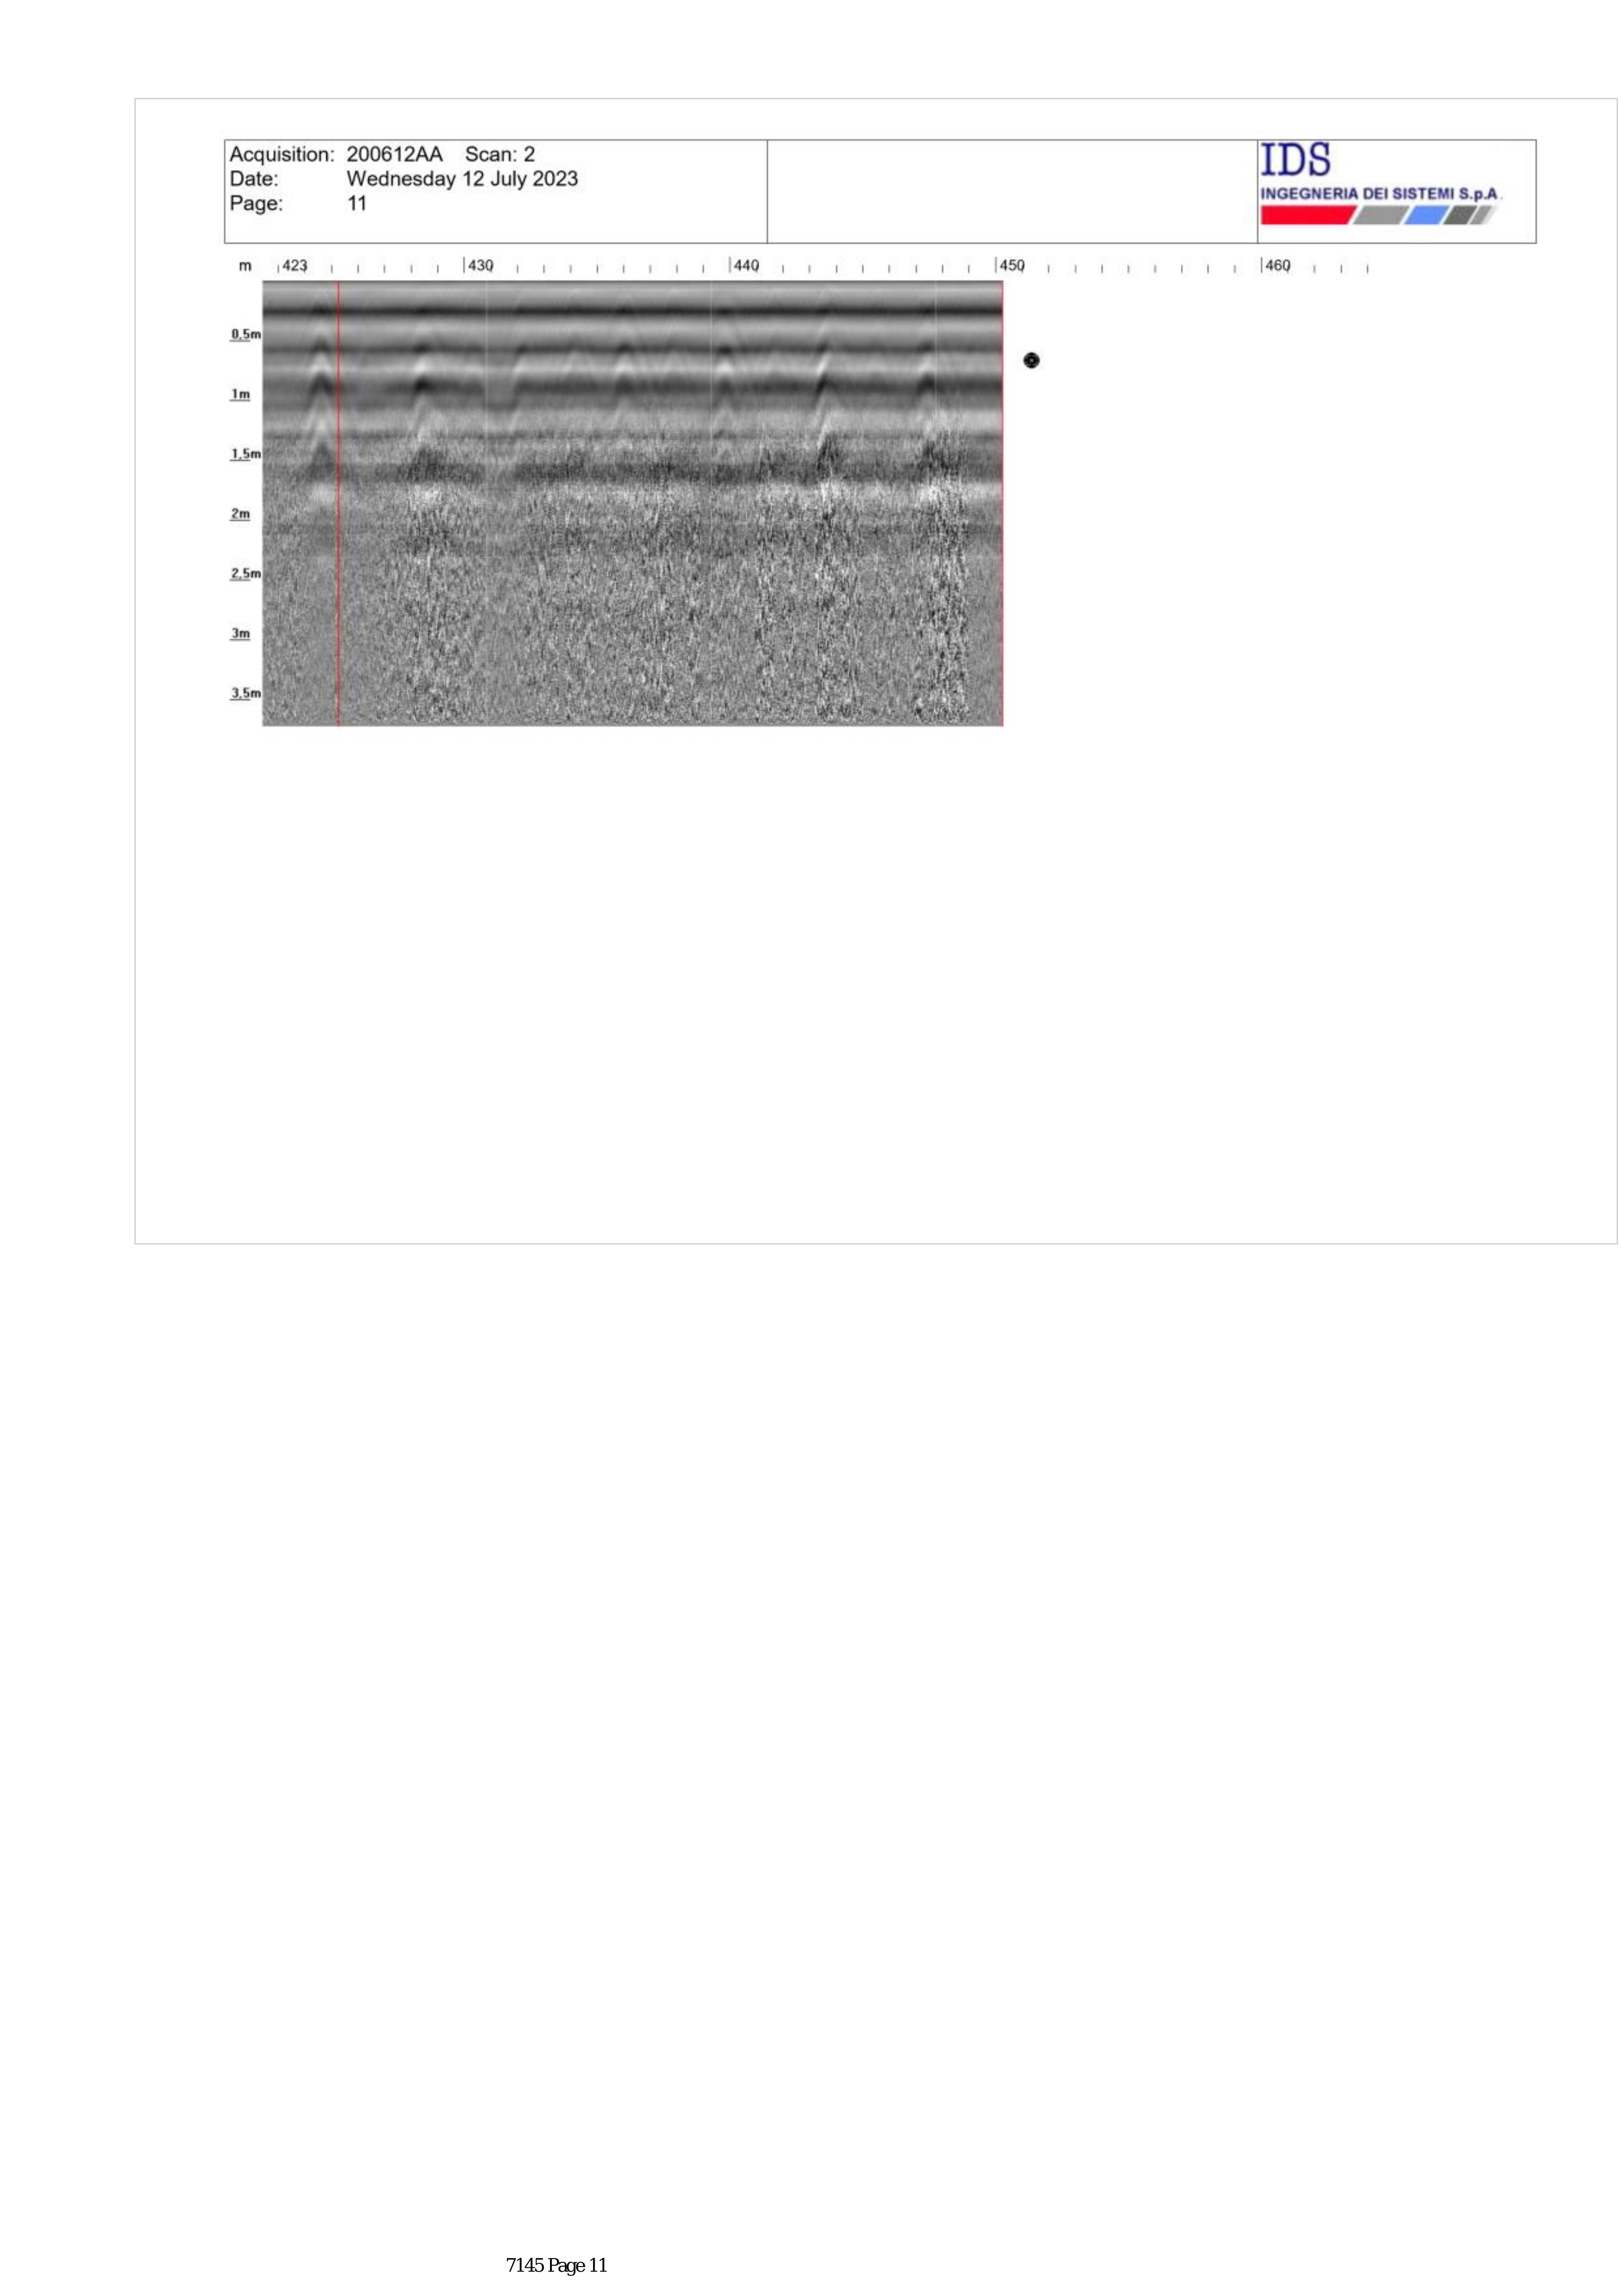 Acquisition: 200612AA Scan: 2
Date: Wednesday 12 July 2023
Page: 11
IDS
INGEGNERIA DEI SISTEMI S.p.A.
m 423 430 440 450 460
0,5m
1m
1,5m
2m
2,5m
3m
3,5m
7145 Page 11